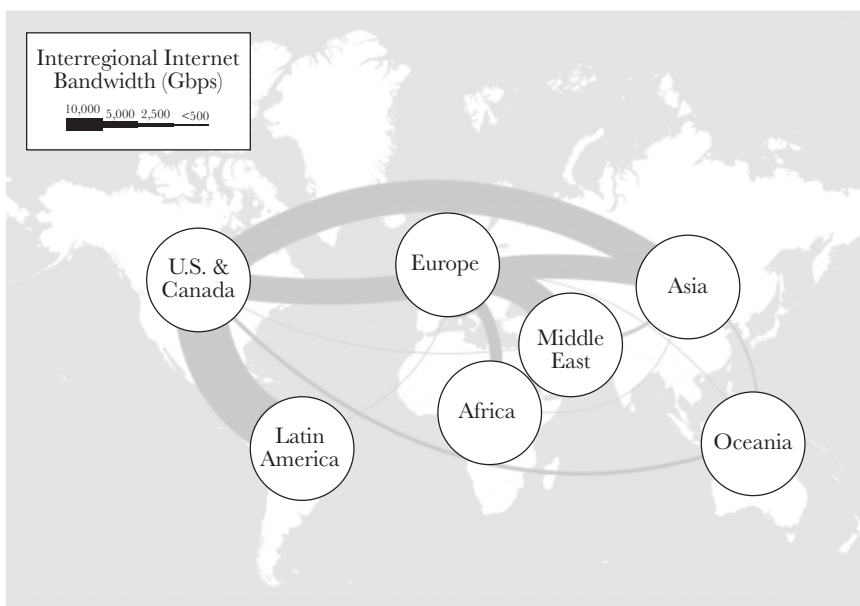 Interregional Internet
Bandwidth (Gbps)
10,000 5,000 2,500 <500
U.S. &
Canada
Europe
Asia
Middle
East
Africa
Latin
America
Oceania